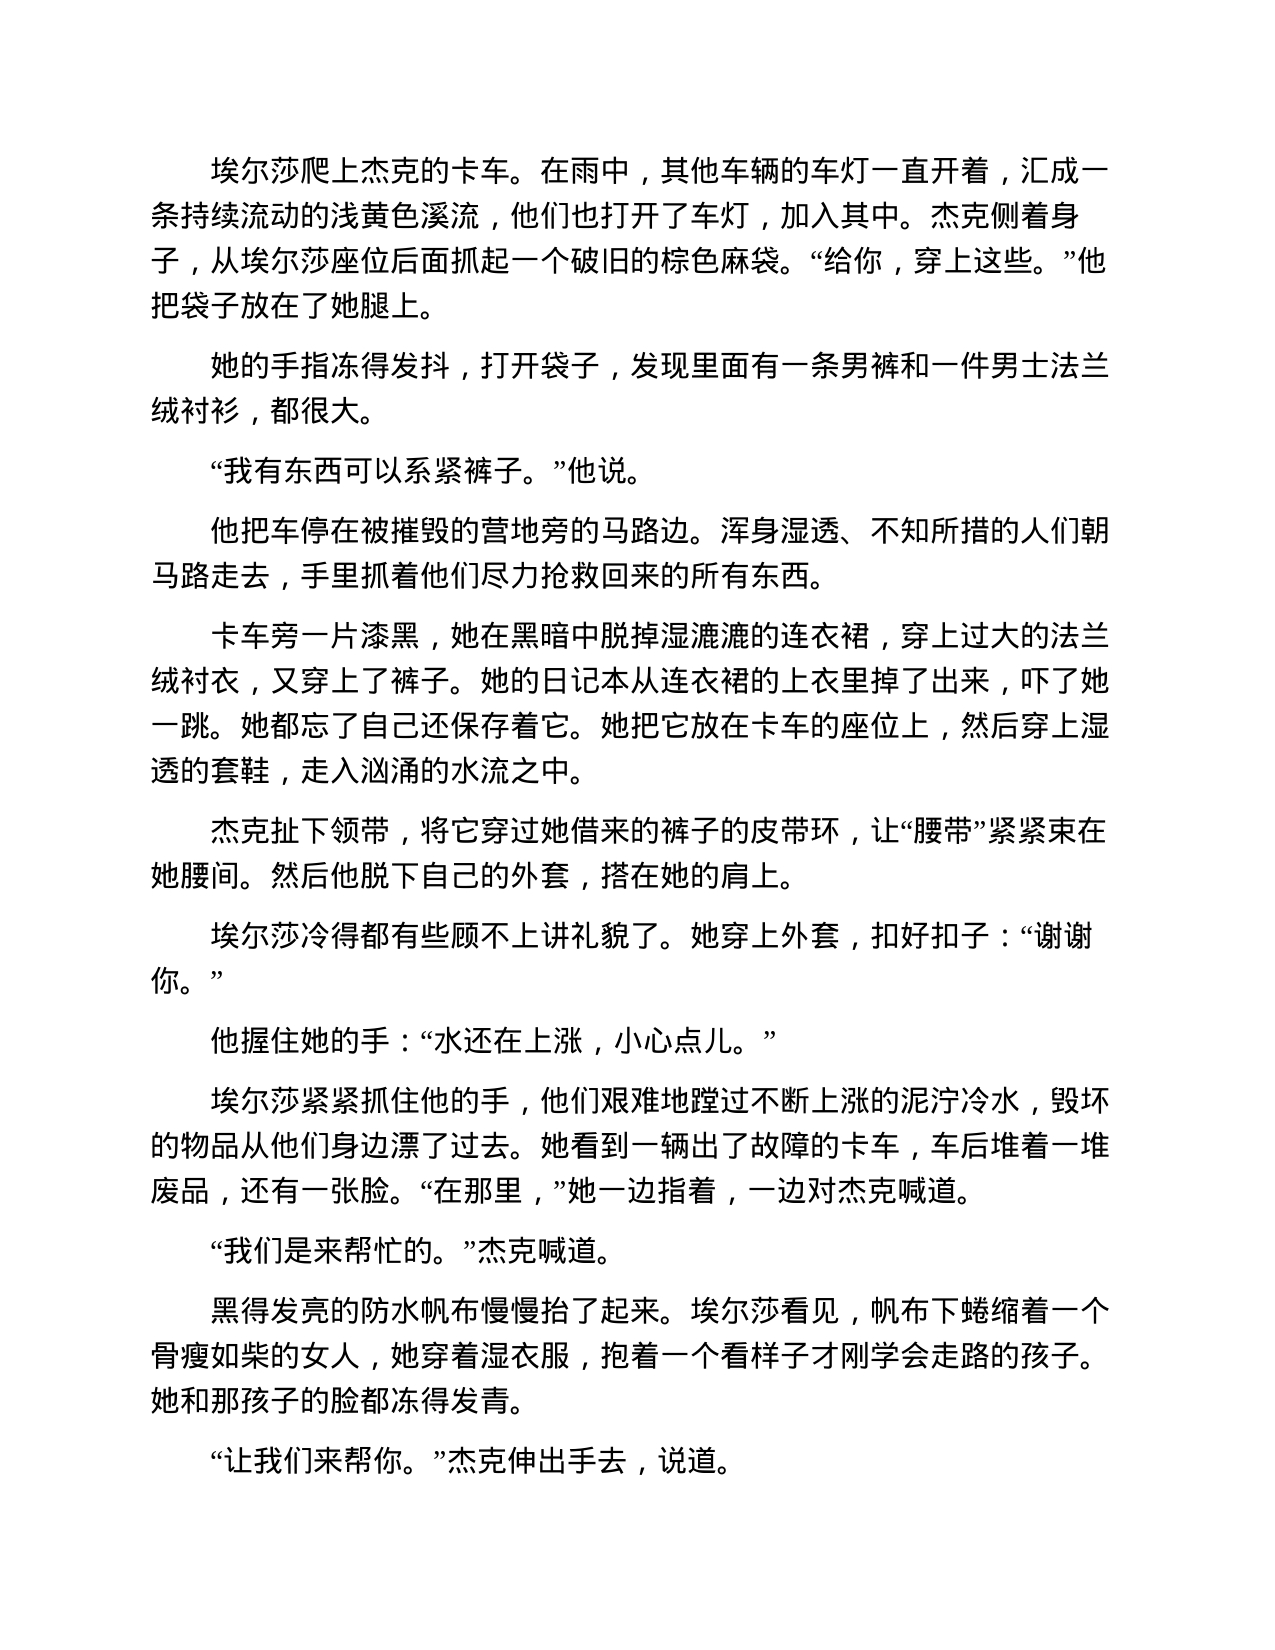 埃尔莎爬上杰克的卡车。在雨中，其他车辆的车灯一直开着，汇成一
条持续流动的浅黄色溪流，他们也打开了车灯，加入其中。杰克侧着身
子，从埃尔莎座位后面抓起一个破旧的棕色麻袋。“给你，穿上这些。”他
把袋子放在了她腿上。
她的手指冻得发抖，打开袋子，发现里面有一条男裤和一件男士法兰
绒衬衫，都很大。
“我有东西可以系紧裤子。”他说。
他把车停在被摧毁的营地旁的马路边。浑身湿透、不知所措的人们朝
马路走去，手里抓着他们尽力抢救回来的所有东西。
卡车旁一片漆黑，她在黑暗中脱掉湿漉漉的连衣裙，穿上过大的法兰
绒衬衣，又穿上了裤子。她的日记本从连衣裙的上衣里掉了出来，吓了她
一跳。她都忘了自己还保存着它。她把它放在卡车的座位上，然后穿上湿
透的套鞋，走入汹涌的水流之中。
杰克扯下领带，将它穿过她借来的裤子的皮带环，让“腰带”紧紧束在
她腰间。然后他脱下自己的外套，搭在她的肩上。
埃尔莎冷得都有些顾不上讲礼貌了。她穿上外套，扣好扣子：“谢谢
你。”
他握住她的手：“水还在上涨，小心点儿。”
埃尔莎紧紧抓住他的手，他们艰难地蹚过不断上涨的泥泞冷水，毁坏
的物品从他们身边漂了过去。她看到一辆出了故障的卡车，车后堆着一堆
废品，还有一张脸。“在那里，”她一边指着，一边对杰克喊道。
“我们是来帮忙的。”杰克喊道。
黑得发亮的防水帆布慢慢抬了起来。埃尔莎看见，帆布下蜷缩着一个
骨瘦如柴的女人，她穿着湿衣服，抱着一个看样子才刚学会走路的孩子。
她和那孩子的脸都冻得发青。
“让我们来帮你。”杰克伸出手去，说道。